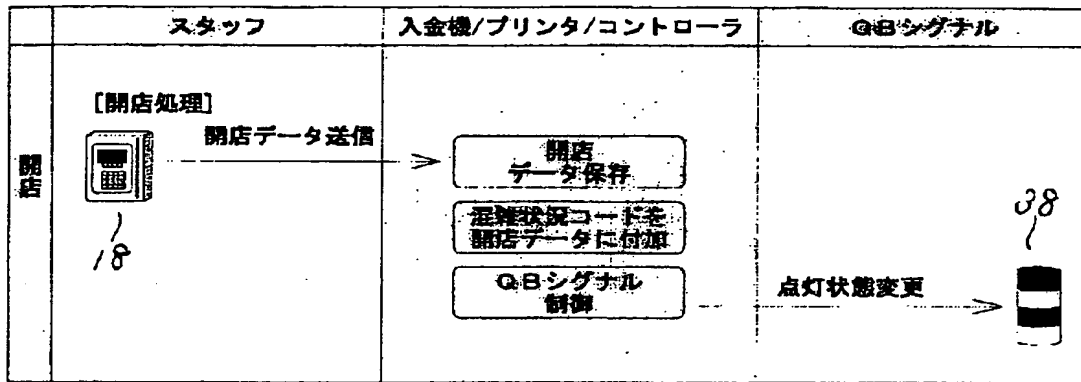 スタッフ
入金機/プリンタ/コントローラ
QBシグナル
開店
[開店処理]
開店データ送信
18
開店
データ保存
混雑状況コードを
開店データに付加
QBシグナル
制御
点灯状態変更
38